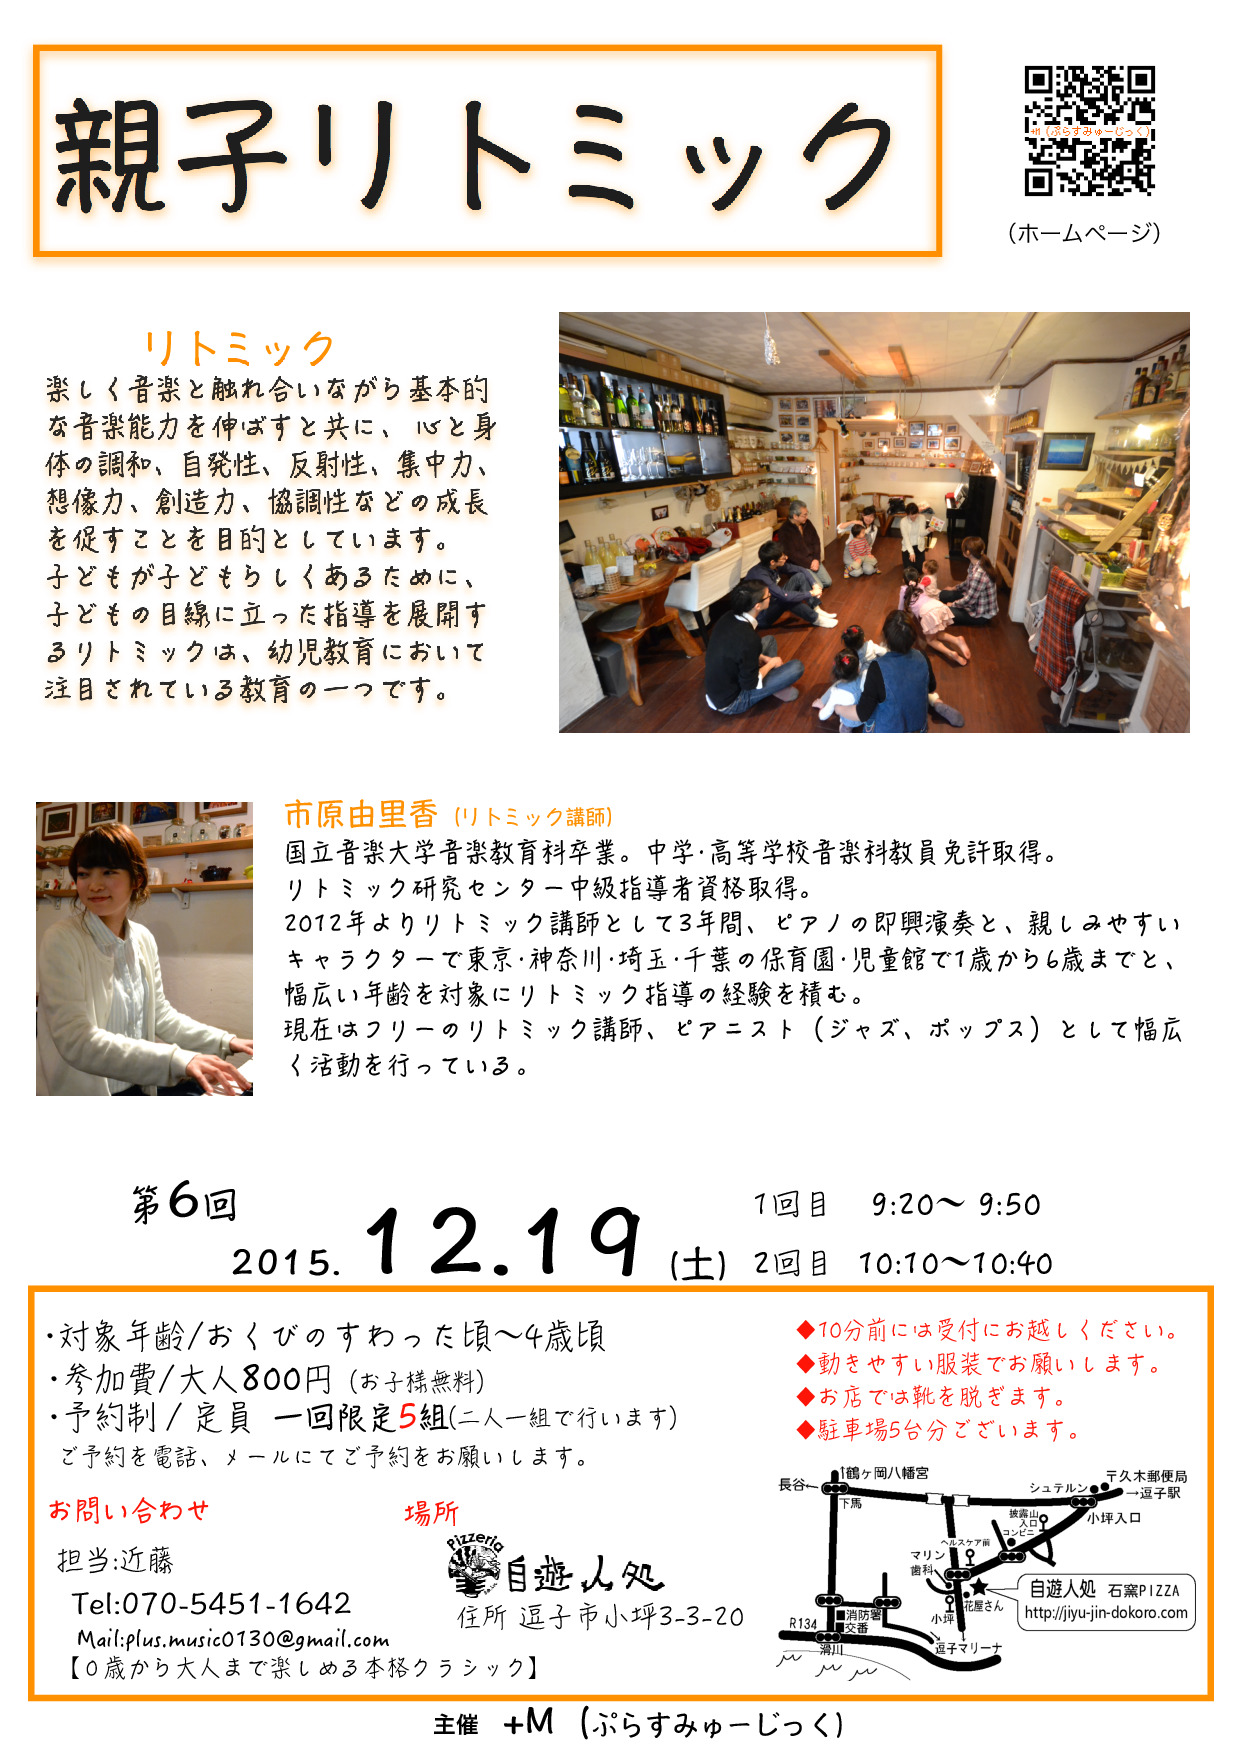 親子リトミック
+M（ぷらすみゅーじっく）
（ホームページ）
リトミック
楽しく音楽と触れ合いながら基本的
な音楽能力を伸ばすと共に、心と身
体の調和、自発性、反射性、集中力、
想像力、創造力、協調性などの成長
を促すことを目的としています。
子どもが子どもらしくあるために、
子どもの目線に立った指導を展開す
るリトミックは、幼児教育において
注目されている教育の一つです。
市原由里香（リトミック講師）
国立音楽大学音楽教育科卒業。中学･高等学校音楽科教員免許取得。
リトミック研究センター中級指導者資格取得。
2012年よりリトミック講師として3年間、ピアノの即興演奏と、親しみやすい
キャラクターで東京･神奈川･埼玉･千葉の保育園･児童館で1歳から6歳までと、
幅広い年齢を対象にリトミック指導の経験を積む。
現在はフリーのリトミック講師、ピアニスト（ジャズ、ポップス）として幅広
く活動を行っている。
第6回
2015. 12.19（土）
1回目 9:20〜 9:50
2回目 10:10〜10:40
・対象年齢/おくびのすわった頃〜4歳頃
・参加費/大人800円（お子様無料）
・予約制 / 定員 一回限定5組(二人一組で行います)
ご予約を電話、メールにてご予約をお願いします。
◆10分前には受付にお越しください。
◆動きやすい服装でお願いします。
◆お店では靴を脱ぎます。
◆駐車場5台分ございます。
お問い合わせ
担当:近藤
Tel:070-5451-1642
Mail:plus.music0130@gmail.com
【0歳から大人まで楽しめる本格クラシック】
場所
Pizzeria
自遊人処
住所 逗子市小坪3-3-20
↑鶴ヶ岡八幡宮
長谷←
下馬
シュテルン
〒久木郵便局
→逗子駅
小坪入口
披露山
入口
コンビニ
ヘルスケア前
マリン
歯科
花屋さん
小坪
自遊人処 石窯PIZZA
http://jiyu-jin-dokoro.com
消防署
交番
R134
滑川
逗子マリーナ
主催 +M（ぷらすみゅーじっく）